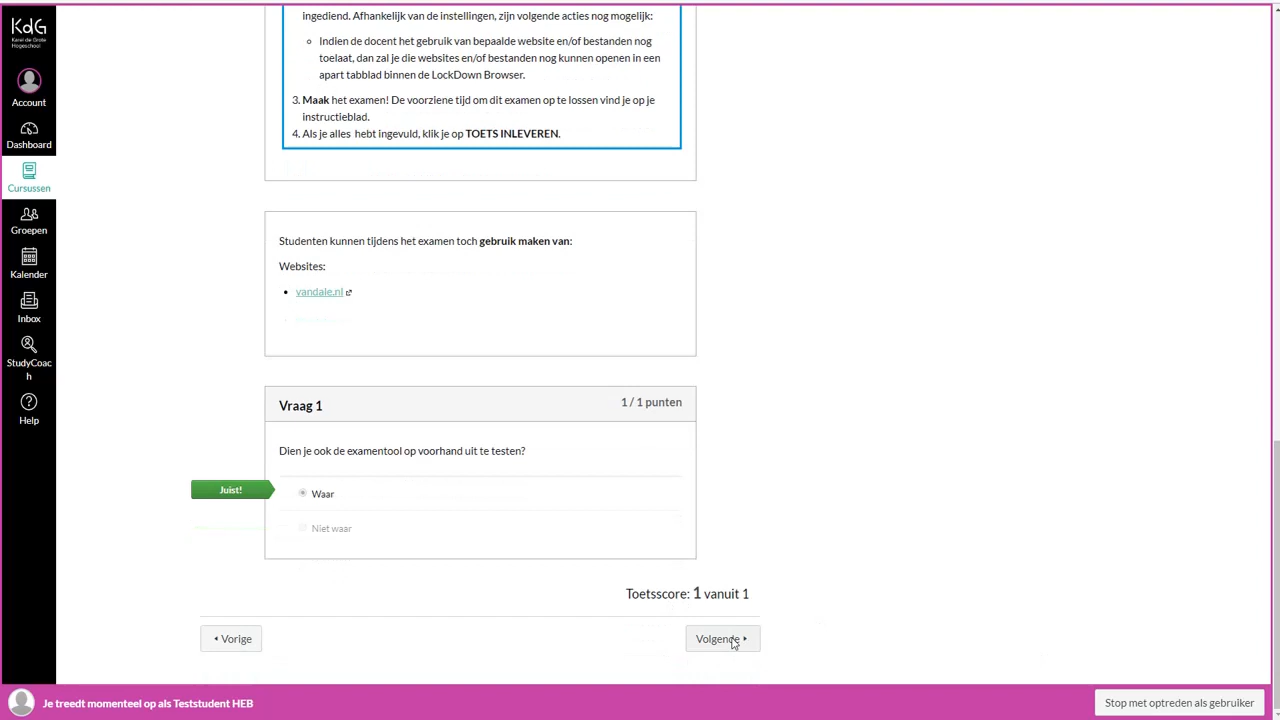 ingediend. Afhankelijk van de instellingen, zijn volgende acties nog mogelijk:
Indien de docent het gebruik van bepaalde website en/of bestanden nog
toelaat, dan zal je die websites en/of bestanden nog kunnen openen in een
apart tabblad binnen de LockDown Browser.
3. Maak het examen! De voorziene tijd om dit examen op te lossen vind je op je
instructieblad.
4. Als je alles hebt ingevuld, klik je op TOETS INLEVEREN.
KdG
Karel de Grote
Hogeschool
Account
Dashboard
Cursussen
Groepen
Kalender
Inbox
StudyCoac
h
Help
Studenten kunnen tijdens het examen toch gebruik maken van:
Websites:
vandale.nl
Vraag 1
1 / 1 punten
Dien je ook de examentool op voorhand uit te testen?
Juist!
Waar
Niet waar
Toetsscore: 1 vanuit 1
Vorige
Volgende
Je treedt momenteel op als Teststudent HEB
Stop met optreden als gebruiker